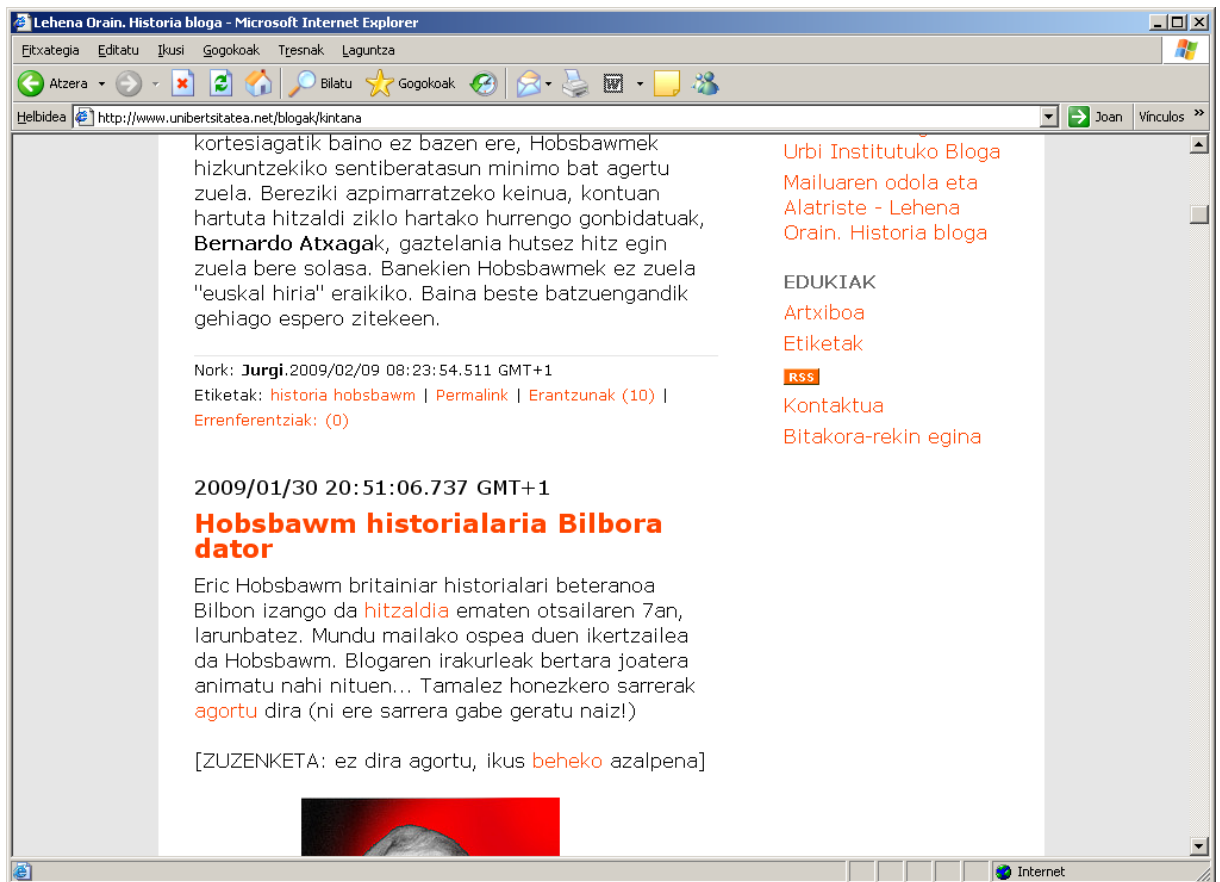 Lehena Orain. Historia bloga - Microsoft Internet Explorer
Fitxategia Editatu Ikusi Gogokoak Tresnak Laguntza
Atzera Bilatu Gogokoak
Helbidea http://www.unibertsitatea.net/blogak/kintana Joan Vínculos »
kortesiagatik baino ez bazen ere, Hobsbawmek
hizkuntzekiko sentiberatasun minimo bat agertu
zuela. Bereziki azpimarratzeko keinua, kontuan
hartuta hitzaldi ziklo hartako hurrengo gonbidatuak,
Bernardo Atxagak, gaztelania hutsez hitz egin
zuela bere solasa. Banekien Hobsbawmek ez zuela
"euskal hiria" eraikiko. Baina beste batzuengandik
gehiago espero zitekeen.
Nork: Jurgi.2009/02/09 08:23:54.511 GMT+1
Etiketak: historia hobsbawm | Permalink | Erantzunak (10) |
Errenferentziak: (0)
2009/01/30 20:51:06.737 GMT+1
Hobsbawm historialaria Bilbora
dator
Eric Hobsbawm britainiar historialari beteranoa
Bilbon izango da hitzaldia ematen otsailaren 7an,
larunbatez. Mundu mailako ospea duen ikertzailea
da Hobsbawm. Blogaren irakurleak bertara joatera
animatu nahi nituen... Tamalez honezkero sarrerak
agortu dira (ni ere sarrera gabe geratu naiz!)
[ZUZENKETA: ez dira agortu, ikus beheko azalpena]
Urbi Institutuko Bloga
Mailuaren odola eta
Alatriste - Lehena
Orain. Historia bloga
EDUKIAK
Artxiboa
Etiketak
RSS
Kontaktua
Bitakora-rekin egina
Internet